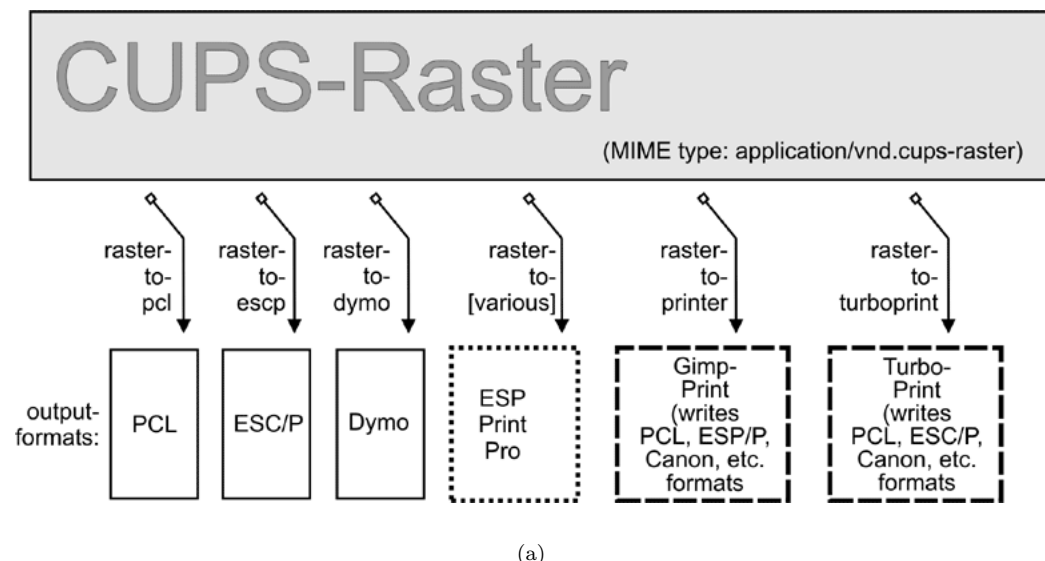 CUPS-Raster
(MIME type: application/vnd.cups-raster)
raster-
to-
pcl
raster-
to-
escp
raster-
to-
dymo
raster-
to-
[various]
raster-
to-
printer
raster-
to-
turboprint
output-
formats:
PCL
ESC/P
Dymo
ESP
Print
Pro
Gimp-
Print
(writes
PCL, ESP/P,
Canon, etc.
formats
Turbo-
Print
(writes
PCL, ESC/P,
Canon, etc.
formats
(a)